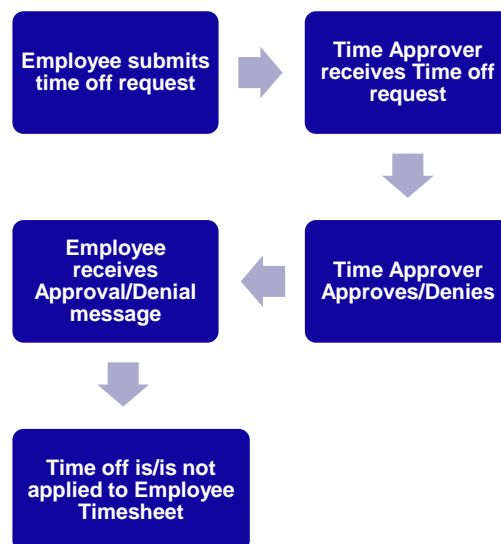 Employee submits
time off request
Time Approver
receives Time off
request
Time Approver
Approves/Denies
Employee
receives
Approval/Denial
message
Time off is/is not
applied to Employee
Timesheet